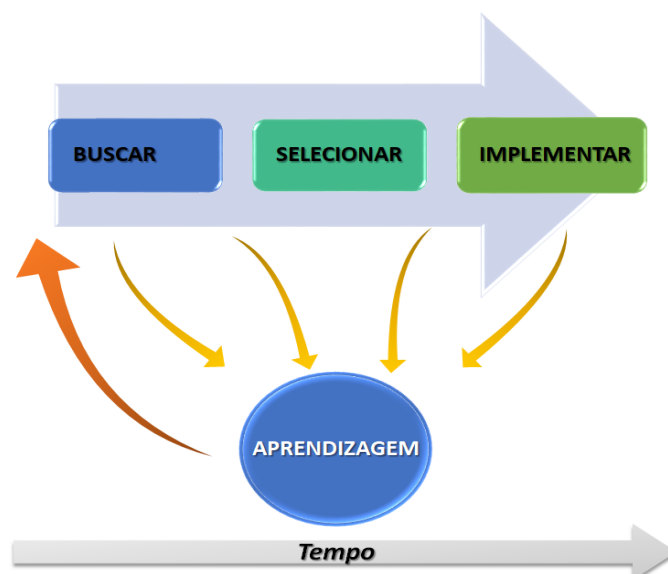 BUSCAR
SELECIONAR
IMPLEMENTAR
APRENDIZAGEM
Tempo